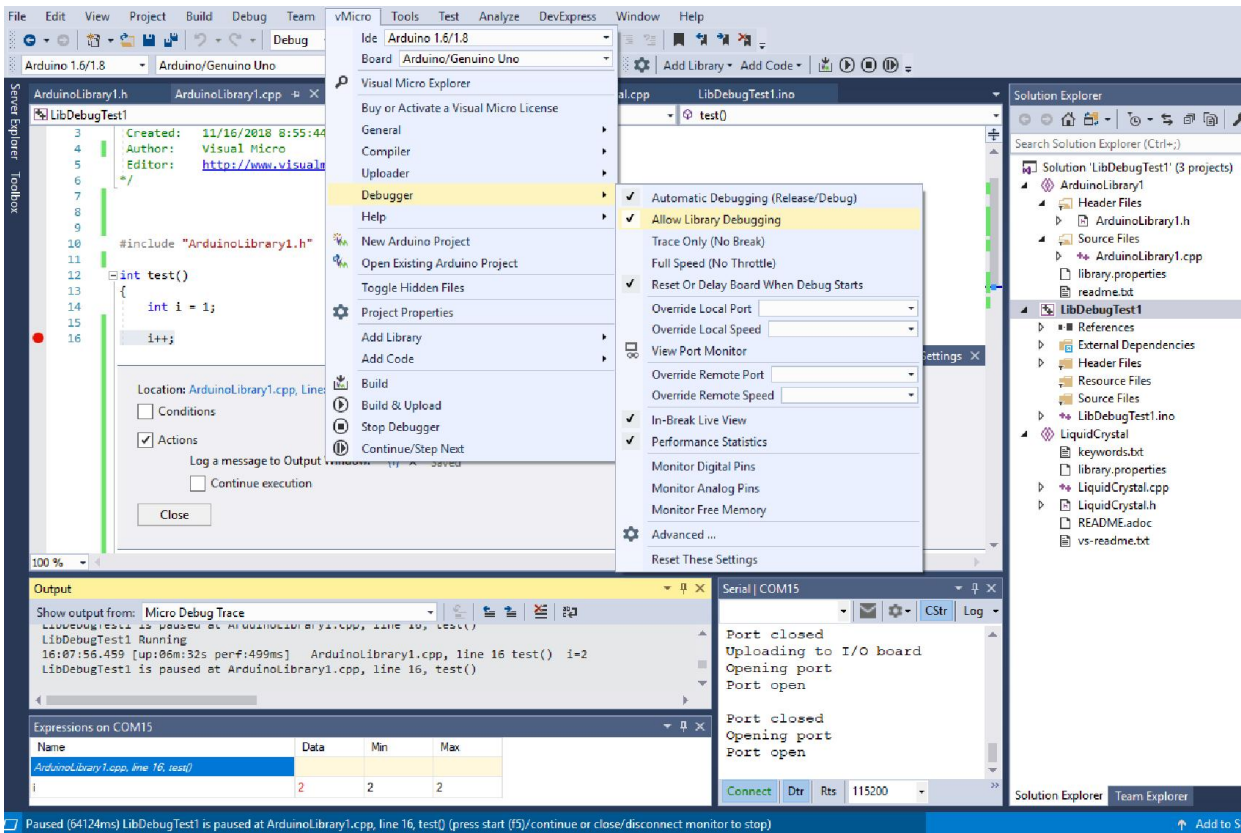 File Edit View Project Build Debug Team vMicro Tools Test Analyze DevExpress Window Help
Debug
Arduino 1.6/1.8 Arduino/Genuino Uno
Add Library Add Code
Ide Arduino 1.6/1.8
Board Arduino/Genuino Uno
Visual Micro Explorer
Buy or Activate a Visual Micro License
General
Compiler
Uploader
Debugger
Help
New Arduino Project
Open Existing Arduino Project
Toggle Hidden Files
Project Properties
Add Library
Add Code
Build
Build & Upload
Stop Debugger
Continue/Step Next
Automatic Debugging (Release/Debug)
Allow Library Debugging
Trace Only (No Break)
Full Speed (No Throttle)
Reset Or Delay Board When Debug Starts
Override Local Port
Override Local Speed
View Port Monitor
Override Remote Port
Override Remote Speed
In-Break Live View
Performance Statistics
Monitor Digital Pins
Monitor Analog Pins
Monitor Free Memory
Advanced ...
Reset These Settings
Server Explorer
Toolbox
ArduinoLibrary1.h ArduinoLibrary1.cpp al.cpp LibDebugTest1.ino
LibDebugTest1 test()
3 Created: 11/16/2018 8:55:44
4 Author: Visual Micro
5 Editor: http://www.visualm
6 */
7
8
9
10 #include "ArduinoLibrary1.h"
11
12 int test()
13 {
14 int i = 1;
15
16 i++;
ettings
Location: ArduinoLibrary1.cpp, Line:
Conditions
Actions
Log a message to Output Window: Saved
Continue execution
Close
100 %
Output
Show output from: Micro Debug Trace
LibDebugTest1 is paused at ArduinoLibrary1.cpp, line 16, test()
LibDebugTest1 Running
16:07:56.459 [up:06m:32s perf:499ms] ArduinoLibrary1.cpp, line 16 test() i=2
LibDebugTest1 is paused at ArduinoLibrary1.cpp, line 16, test()
Expressions on COM15
Name Data Min Max
ArduinoLibrary1.cpp, line 16, test()
i 2 2 2
Serial | COM15
CStr Log
Port closed
Uploading to I/O board
Opening port
Port open
Port closed
Opening port
Port open
Connect Dtr Rts 115200
Solution Explorer
Search Solution Explorer (Ctrl+;)
Solution 'LibDebugTest1' (3 projects)
ArduinoLibrary1
Header Files
ArduinoLibrary1.h
Source Files
ArduinoLibrary1.cpp
library.properties
readme.txt
LibDebugTest1
References
External Dependencies
Header Files
Resource Files
Source Files
LibDebugTest1.ino
LiquidCrystal
keywords.txt
library.properties
LiquidCrystal.cpp
LiquidCrystal.h
README.adoc
vs-readme.txt
Solution Explorer Team Explorer
Paused (64124ms) LibDebugTest1 is paused at ArduinoLibrary1.cpp, line 16, test() (press start (f5)/continue or close/disconnect monitor to stop) Add to S